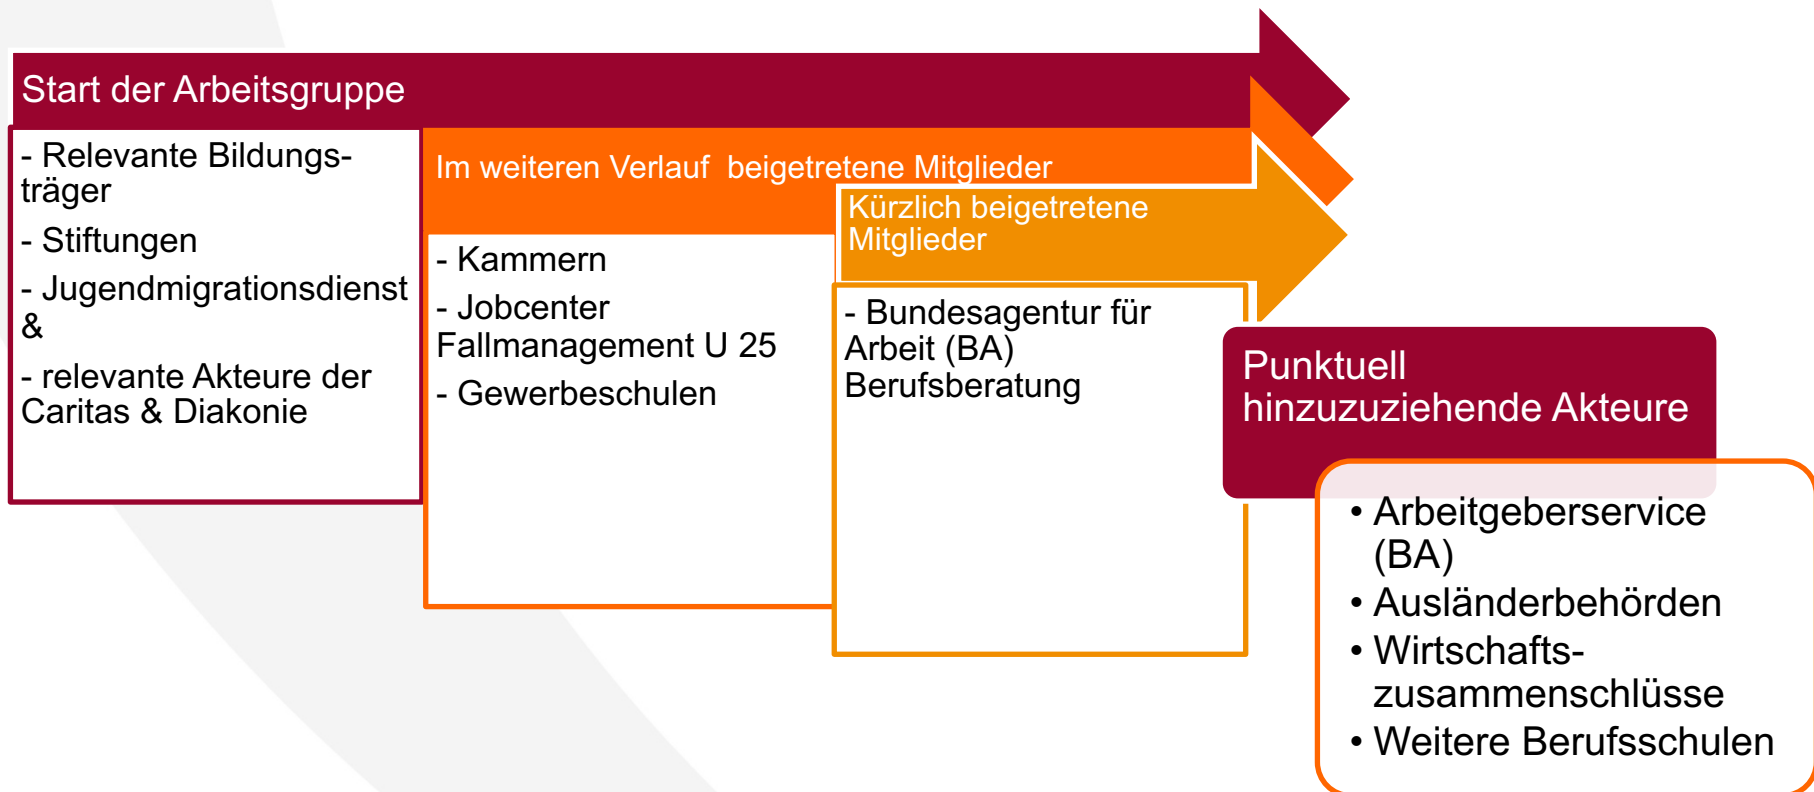 Start der Arbeitsgruppe
- Relevante Bildungs-
träger
- Stiftungen
- Jugendmigrationsdienst
&
- relevante Akteure der
Caritas & Diakonie
Im weiteren Verlauf beigetretene Mitglieder
- Kammern
- Jobcenter
Fallmanagement U 25
- Gewerbeschulen
Kürzlich beigetretene
Mitglieder
- Bundesagentur für
Arbeit (BA)
Berufsberatung
Punktuell
hinzuzuziehende Akteure
• Arbeitgeberservice
(BA)
• Ausländerbehörden
• Wirtschafts-
zusammenschlüsse
• Weitere Berufsschulen